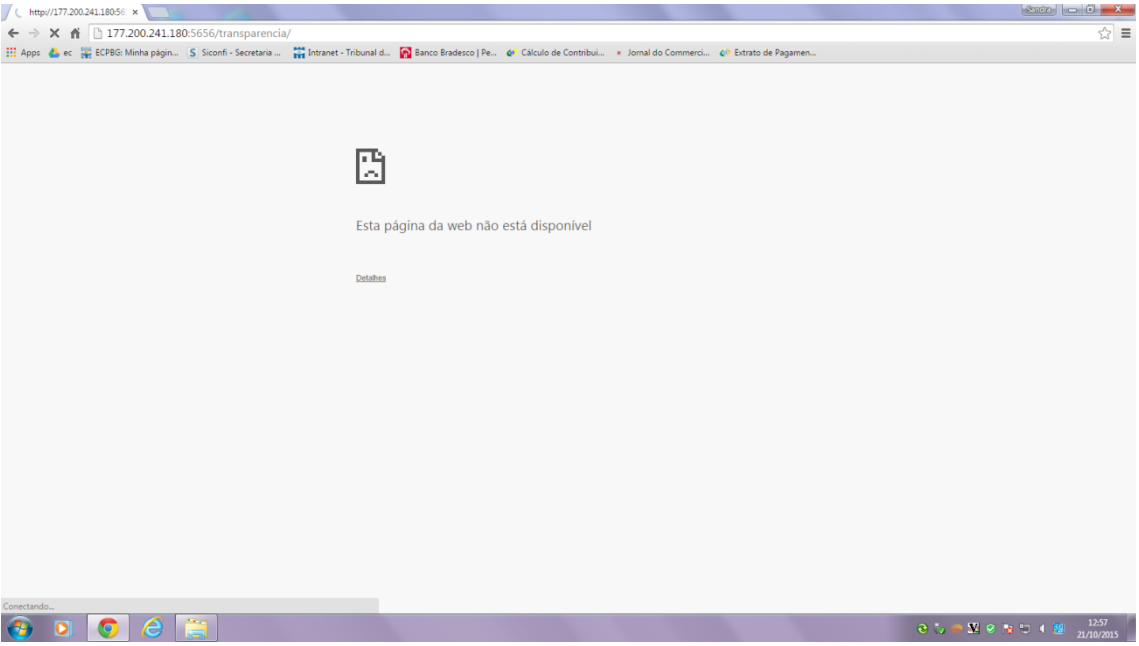 http://177.200.241.180:56
Sandra
177.200.241.180:5656/transparencia/
Apps ec ECPBG: Minha págin... Siconfi - Secretaria ... Intranet - Tribunal d... Banco Bradesco | Pe... Cálculo de Contribui... Jornal do Commerci... Extrato de Pagamen...
Esta página da web não está disponível
Detalhes
Conectando...
12:57
21/10/2015